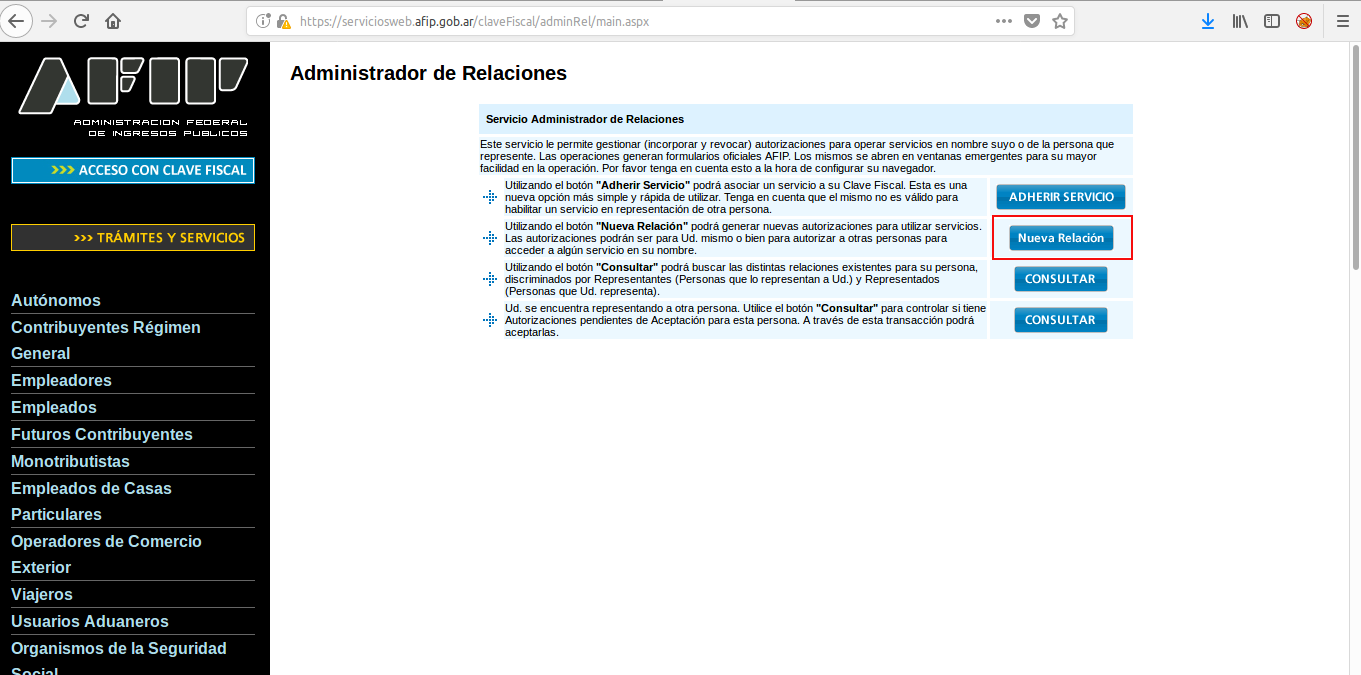 https://serviciosweb.afip.gob.ar/claveFiscal/adminRel/main.aspx
AFIP
ADMINISTRACION FEDERAL
DE INGRESOS PUBLICOS
>>> ACCESO CON CLAVE FISCAL
>>> TRÁMITES Y SERVICIOS
Autónomos
Contribuyentes Régimen
General
Empleadores
Empleados
Futuros Contribuyentes
Monotributistas
Empleados de Casas
Particulares
Operadores de Comercio
Exterior
Viajeros
Usuarios Aduaneros
Organismos de la Seguridad
Social
Administrador de Relaciones
Servicio Administrador de Relaciones
Este servicio le permite gestionar (incorporar y revocar) autorizaciones para operar servicios en nombre suyo o de la persona que
represente. Las operaciones generan formularios oficiales AFIP. Los mismos se abren en ventanas emergentes para su mayor
facilidad en la operación. Por favor tenga en cuenta esto a la hora de configurar su navegador.
Utilizando el botón "Adherir Servicio" podrá asociar un servicio a su Clave Fiscal. Esta es una
nueva opción más simple y rápida de utilizar. Tenga en cuenta que el mismo no es válido para
habilitar un servicio en representación de otra persona.
ADHERIR SERVICIO
Utilizando el botón "Nueva Relación" podrá generar nuevas autorizaciones para utilizar servicios.
Las autorizaciones podrán ser para Ud. mismo o bien para autorizar a otras personas para
acceder a algún servicio en su nombre.
Nueva Relación
Utilizando el botón "Consultar" podrá buscar las distintas relaciones existentes para su persona,
discriminados por Representantes (Personas que lo representan a Ud.) y Representados
(Personas que Ud. representa).
CONSULTAR
Ud. se encuentra representando a otra persona. Utilice el botón "Consultar" para controlar si tiene
Autorizaciones pendientes de Aceptación para esta persona. A través de esta transacción podrá
aceptarlas.
CONSULTAR